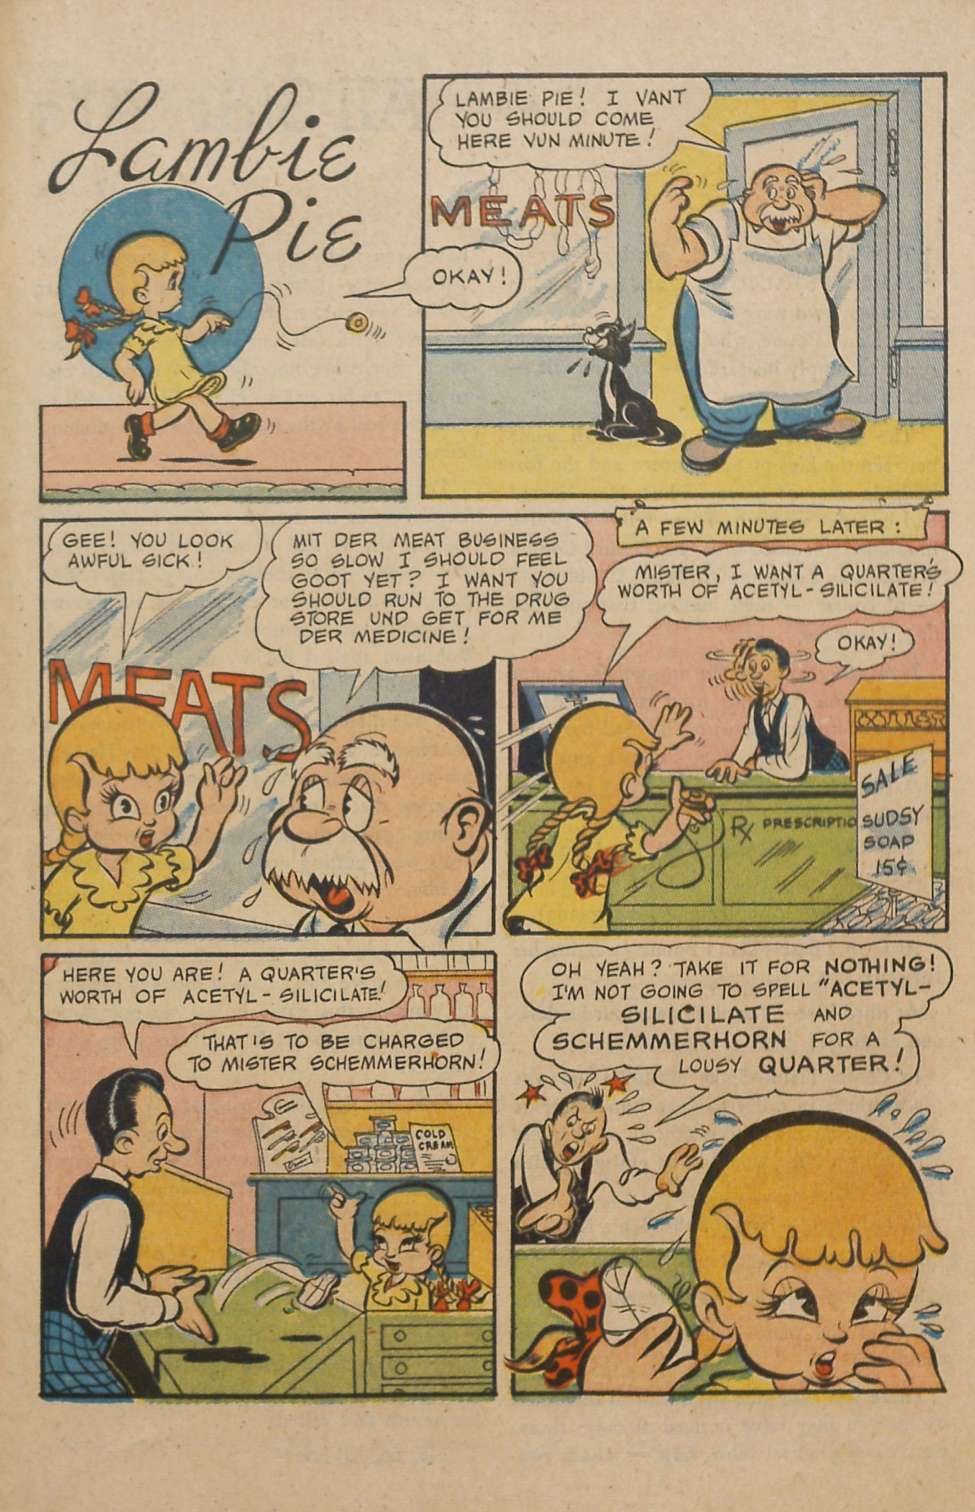 Lambie
Pie
LAMBIE PIE! I VANT
YOU SHOULD COME
HERE VUN MINUTE!
OKAY!
MEATS
GEE! YOU LOOK
AWFUL SICK!
MIT DER MEAT BUSINESS
SO SLOW I SHOULD FEEL
GOOT YET? I WANT YOU
SHOULD RUN TO THE DRUG
STORE UND GET FOR ME
DER MEDICINE!
MEATS
A FEW MINUTES LATER:
MISTER, I WANT A QUARTER'S
WORTH OF ACETYL-SILICILATE!
OKAY!
SALE
SUDSY
SOAP
15¢
RX PRESCRIPTIO
HERE YOU ARE! A QUARTER'S
WORTH OF ACETYL-SILICILATE!
THAT'S TO BE CHARGED
TO MISTER SCHEMMERHORN!
COLD
CREAM
OH YEAH? TAKE IT FOR NOTHING!
I'M NOT GOING TO SPELL "ACETYL-
SILICILATE AND
SCHEMMERHORN FOR A
LOUSY QUARTER!